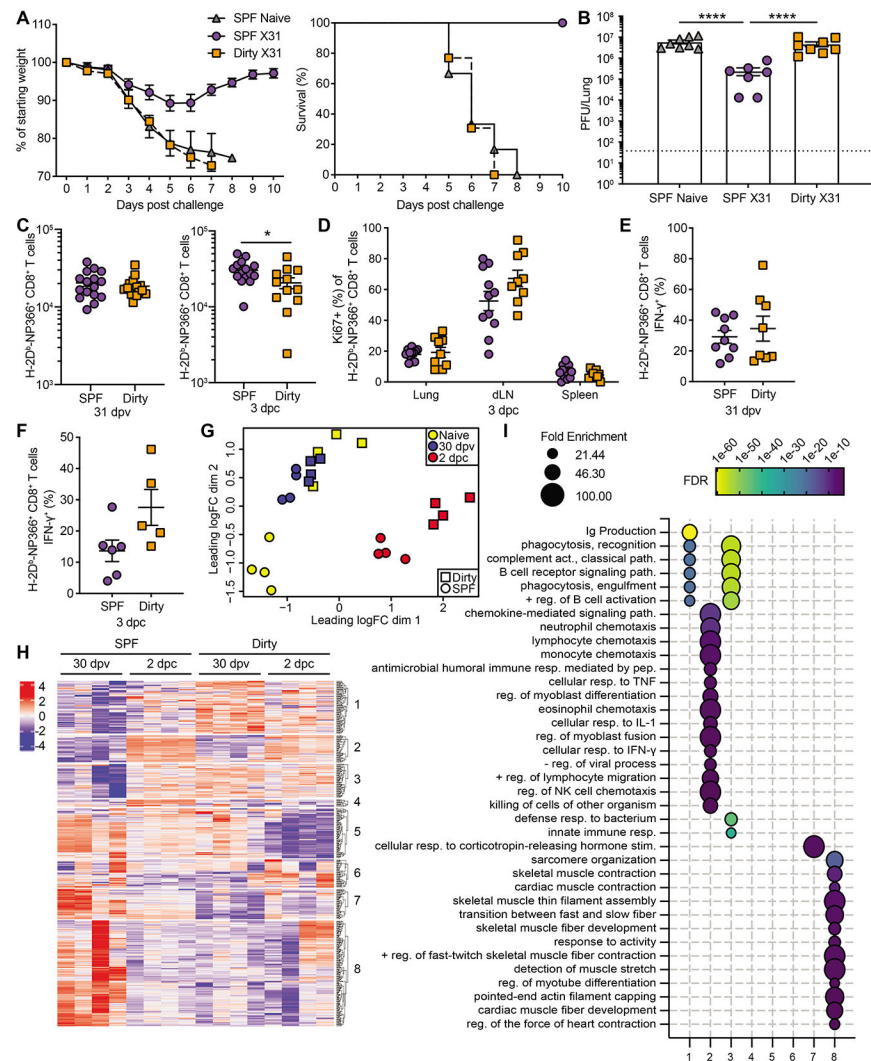 A
SPF Naive
SPF X31
Dirty X31
% of starting weight
100
90
80
70
0 1 2 3 4 5 6 7 8 9 10
Days post challenge
Survival (%)
100
80
60
40
20
0
0 1 2 3 4 5 6 7 8 9 10
Days post challenge
B
**** ****
PFU/Lung
10⁷
10⁶
10⁵
10⁴
10³
10²
10¹
10⁰
SPF Naive SPF X31 Dirty X31
C
H-2Dᵇ-NP366⁺ CD8⁺ T cells
10⁵
10⁴
10³
SPF Dirty
31 dpv
H-2Dᵇ-NP366⁺ CD8⁺ T cells
*
10⁵
10⁴
10³
SPF Dirty
3 dpc
D
Ki67+ (%) of
H-2Dᵇ-NP366⁺ CD8⁺ T cells
100
80
60
40
20
0
Lung dLN Spleen
3 dpc
E
H-2Dᵇ-NP366⁺ CD8⁺ T cells
IFN-γ⁺ (%)
100
80
60
40
20
0
SPF Dirty
31 dpv
F
H-2Dᵇ-NP366⁺ CD8⁺ T cells
IFN-γ⁺ (%)
50
40
30
20
10
0
SPF Dirty
3 dpc
G
Leading logFC dim 2
1.0
0.5
0.0
−0.5
−1.0
−1.5
Naive
30 dpv
2 dpc
Dirty
SPF
−1 0 1 2
Leading logFC dim 1
H
SPF Dirty
30 dpv 2 dpc 30 dpv 2 dpc
4
2
0
-2
-4
1
2
3
4
5
6
7
8
I
Fold Enrichment
21.44
46.30
100.00
FDR
1e-60
1e-50
1e-40
1e-30
1e-20
1e-10
Ig Production
phagocytosis, recognition
complement act., classical path.
B cell receptor signaling path.
phagocytosis, engulfment
+ reg. of B cell activation
chemokine-mediated signaling path.
neutrophil chemotaxis
lymphocyte chemotaxis
monocyte chemotaxis
antimicrobial humoral immune resp. mediated by pep.
cellular resp. to TNF
reg. of myoblast differentiation
eosinophil chemotaxis
cellular resp. to IL-1
reg. of myoblast fusion
cellular resp. to IFN-γ
- reg. of viral process
+ reg. of lymphocyte migration
reg. of NK cell chemotaxis
killing of cells of other organism
defense resp. to bacterium
innate immune resp.
cellular resp. to corticotropin-releasing hormone stim.
sarcomere organization
skeletal muscle contraction
cardiac muscle contraction
skeletal muscle thin filament assembly
transition between fast and slow fiber
skeletal muscle fiber development
response to activity
+ reg. of fast-twitch skeletal muscle fiber contraction
detection of muscle stretch
reg. of myotube differentiation
pointed-end actin filament capping
cardiac muscle fiber development
reg. of the force of heart contraction
1 2 3 4 5 6 7 8